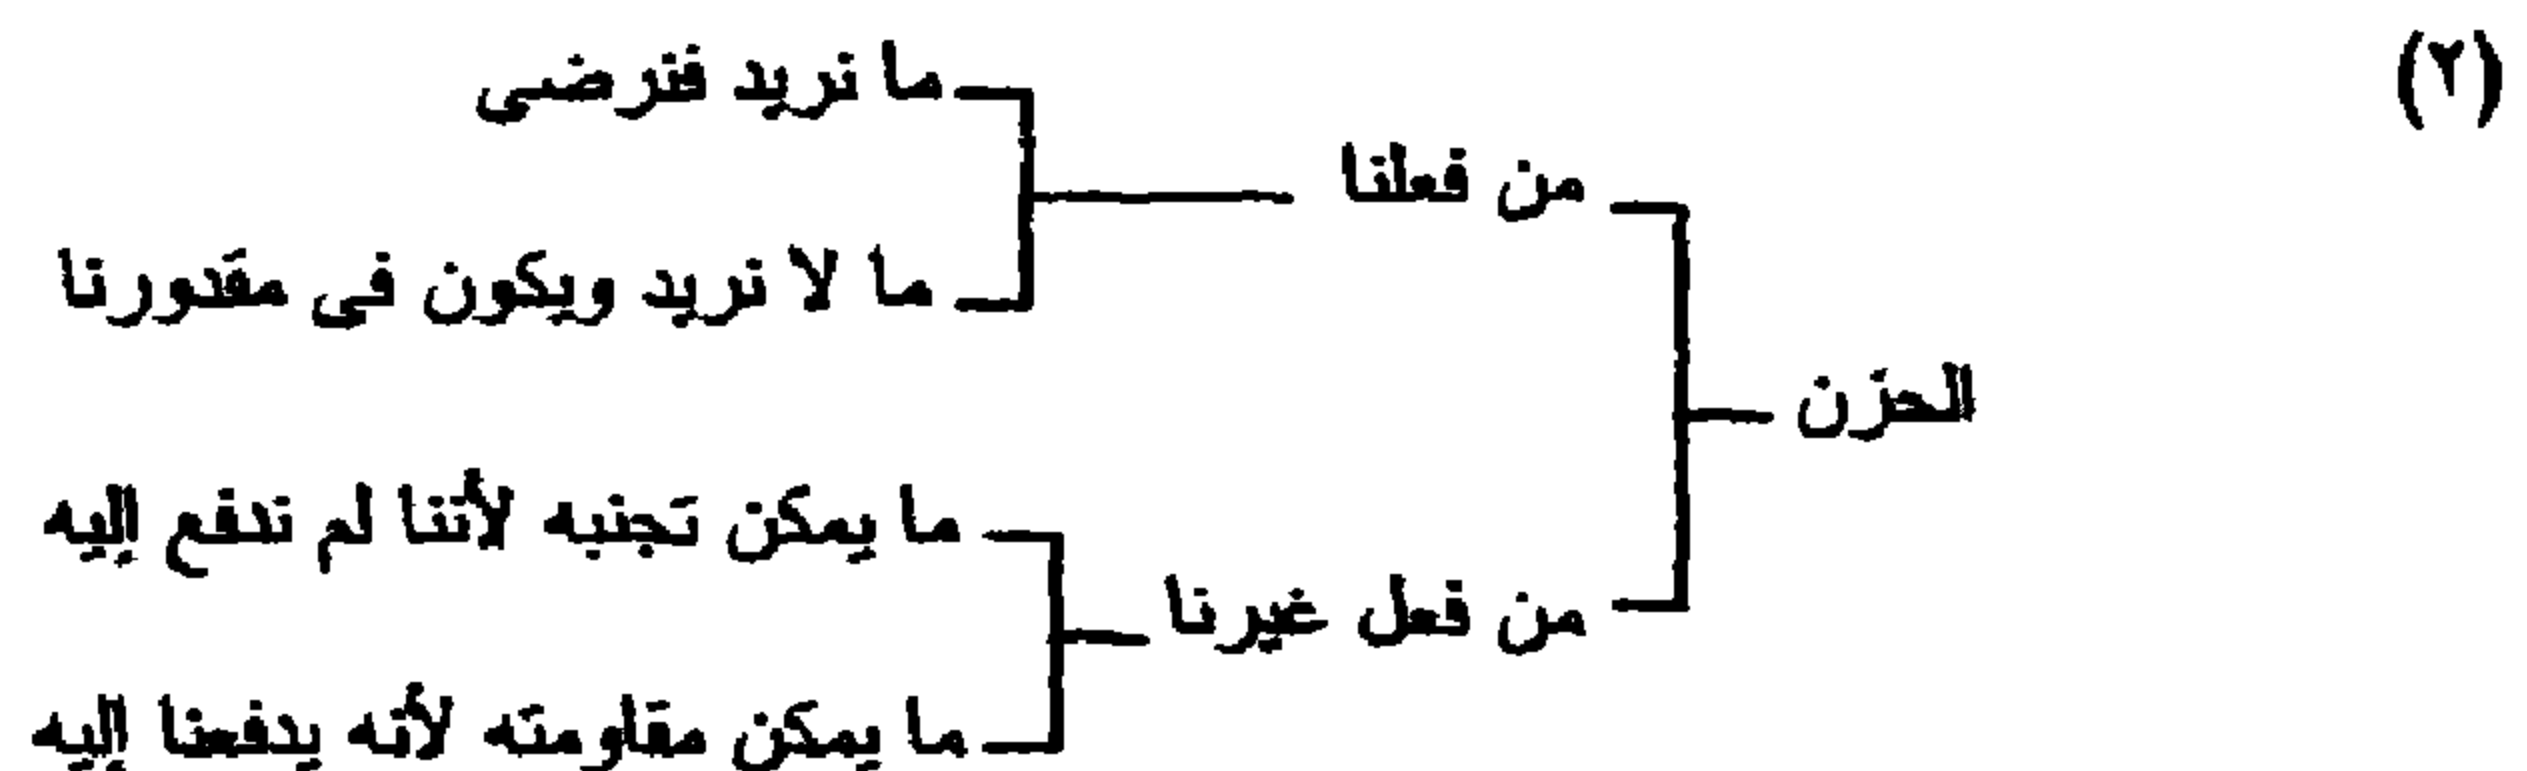 (٢)
ما نريد فنرضى
من فعلنا
ما لا نريد ويكون فى مقدورنا
الحزن
ما يمكن تجنبه لأننا لم ندفع إليه
من فعل غيرنا
ما يمكن مقاومته لأنه يدفعنا إليه